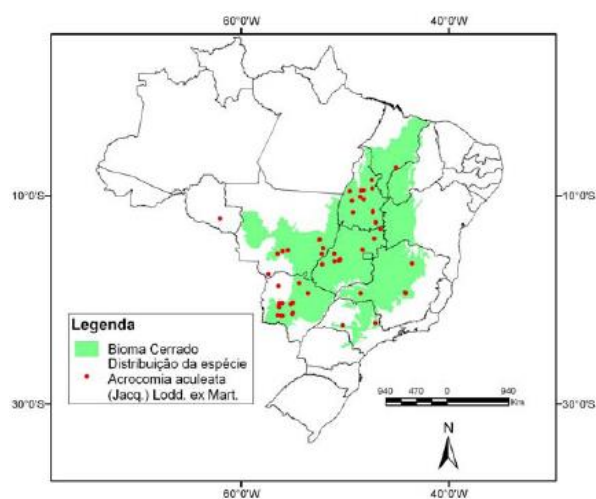 60°0'W 40°0'W
10°0'S 10°0'S
Legenda
Bioma Cerrado
Distribuição da espécie
Acrocomia aculeata
(Jacq.) Lodd. ex Mart.
940 470 0 940
30°0'S 30°0'S
N
60°0'W 40°0'W